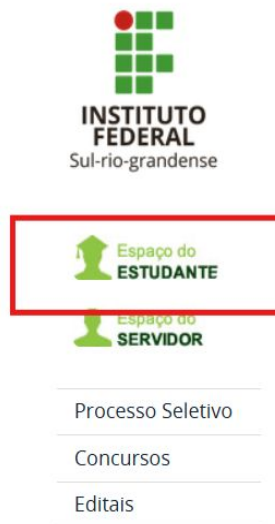 INSTITUTO
FEDERAL
Sul-rio-grandense
Espaço do
ESTUDANTE
Espaço do
SERVIDOR
Processo Seletivo
Concursos
Editais